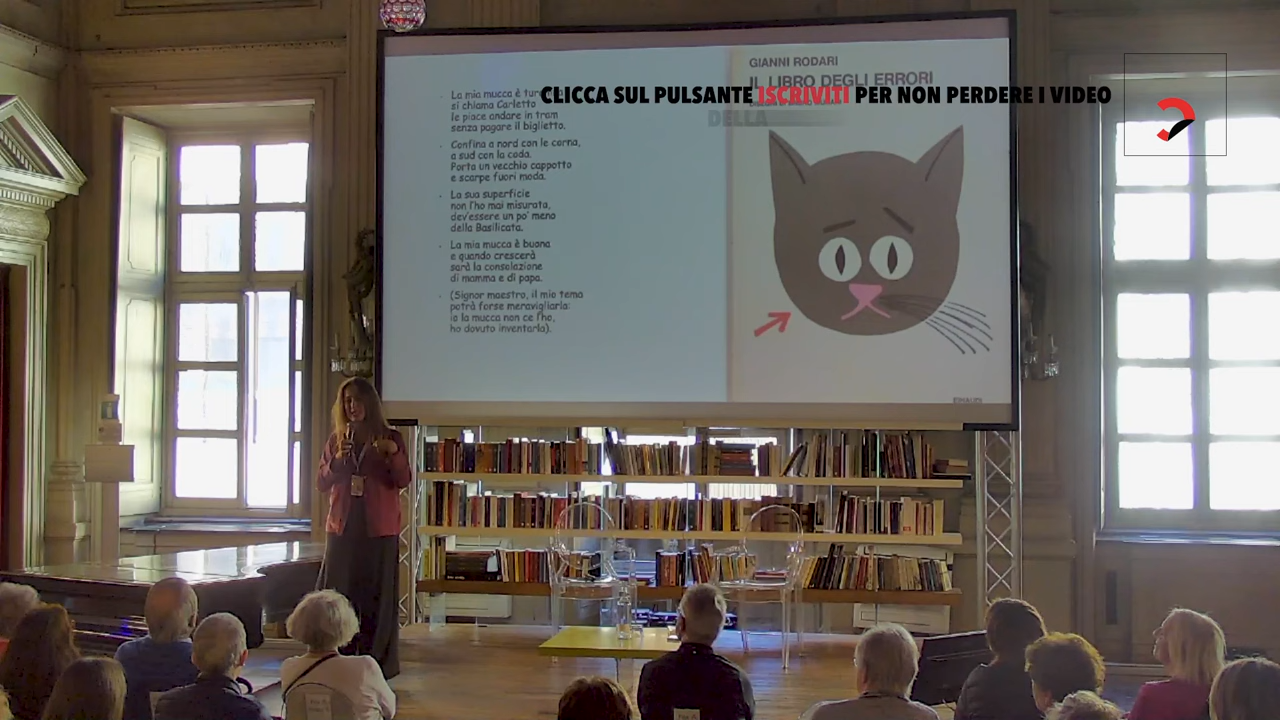 La mia mucca è
si chiama Carletto
le piace andare in tram
senza pagare il biglietto.
Confina a nord con le corna,
a sud con la coda.
Porta un vecchio cappotto
e scarpe fuori moda.
La sua superficie
non l'ho mai misurata,
dev'essere un po' meno
della Basilicata.
La mia mucca è buona
e quando crescerà
sarà la consolazione
di mamma e di papà.
(Signor maestro, il mio tema
potrà forse meravigliarla:
io la mucca non ce l'ho,
ho dovuto inventarla).
GIANNI RODARI
IL LIBRO DEGLI ERRORI
CLICCA SUL PULSANTE ISCRIVITI PER NON PERDERE I VIDEO
DELLA
EINAUDI